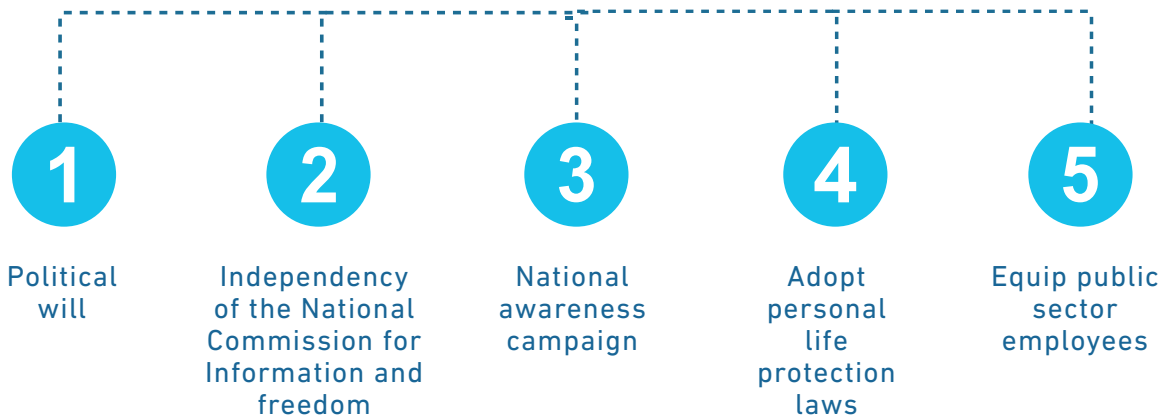 1
Political
will
2
Independency
of the National
Commission for
Information and
freedom
3
National
awareness
campaign
4
Adopt
personal
life
protection
laws
5
Equip public
sector
employees